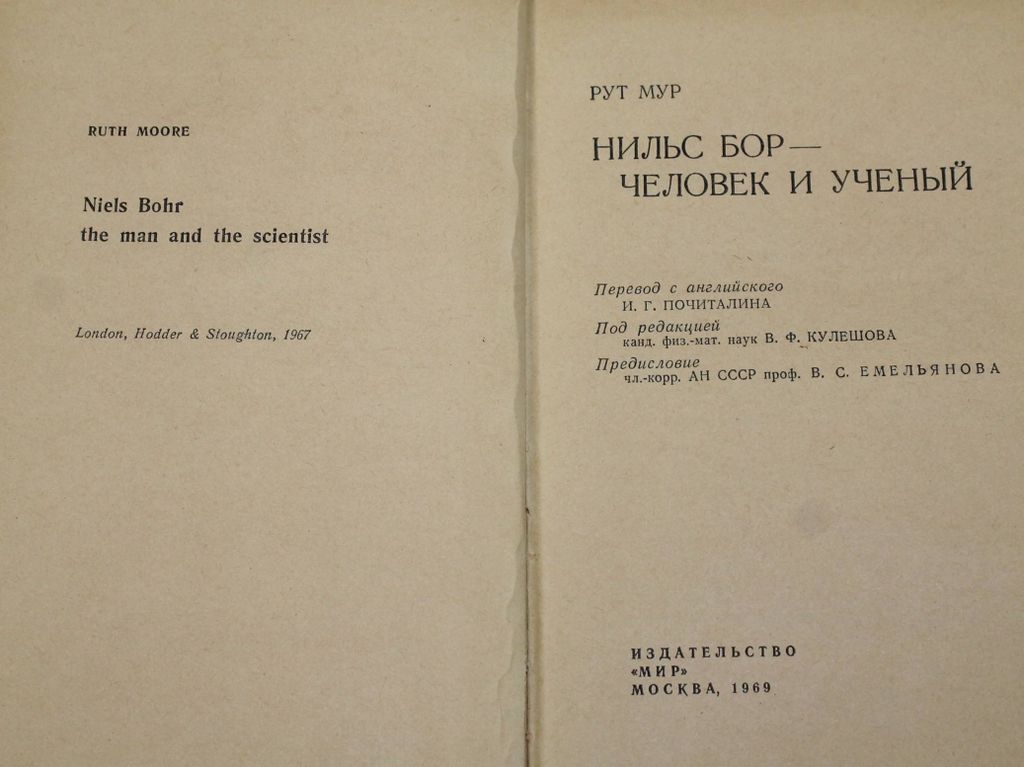 RUTH MOORE
Niels Bohr
the man and the scientist
London, Hodder & Stoughton, 1967
РУТ МУР
НИЛЬС БОР—
ЧЕЛОВЕК И УЧЕНЫЙ
Перевод с английского
И. Г. ПОЧИТАЛИНА
Под редакцией
канд. физ.-мат. наук В. Ф. КУЛЕШОВА
Предисловие
чл.-корр. АН СССР проф. В. С. ЕМЕЛЬЯНОВА
ИЗДАТЕЛЬСТВО
«МИР»
МОСКВА, 1969